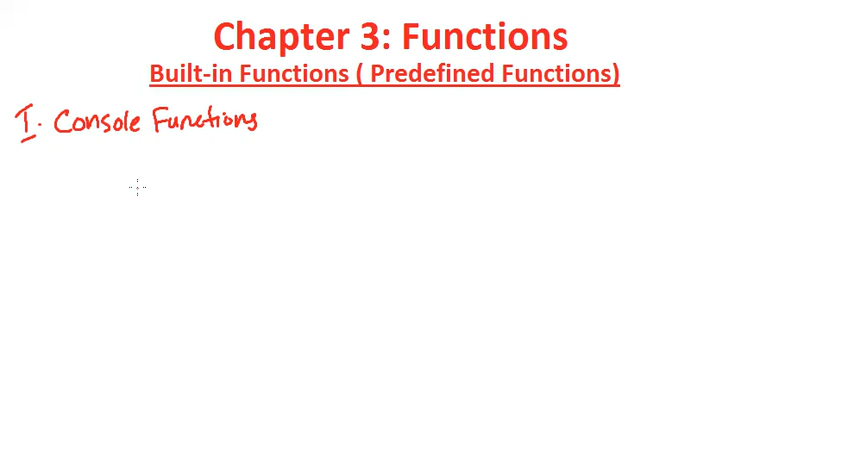 Chapter 3: Functions
Built-in Functions ( Predefined Functions)
I. Console Functions